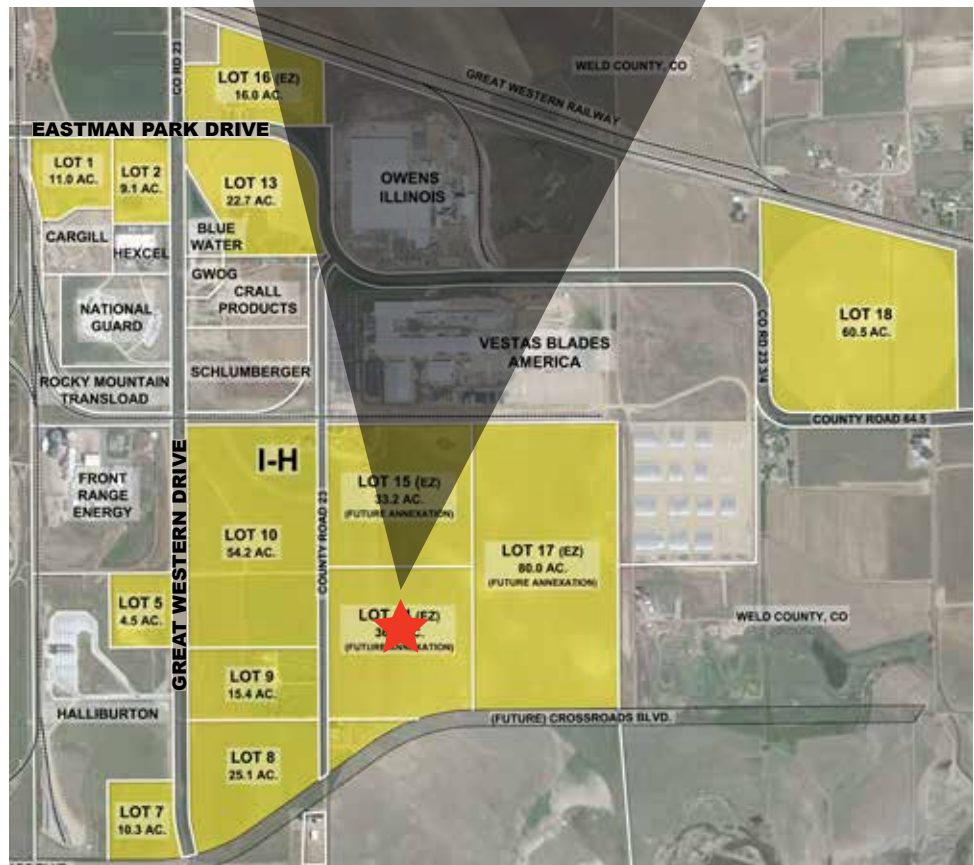 CO RD 23
LOT 16 (EZ)
16.0 AC.
WELD COUNTY, CO
GREAT WESTERN RAILWAY
EASTMAN PARK DRIVE
LOT 1
11.0 AC.
LOT 2
9.1 AC.
LOT 13
22.7 AC.
OWENS
ILLINOIS
CARGILL
HEXCEL
BLUE
WATER
GWOG
CRALL
PRODUCTS
NATIONAL
GUARD
LOT 18
60.5 AC.
CO RD 23 3/4
VESTAS BLADES
AMERICA
SCHLUMBERGER
ROCKY MOUNTAIN
TRANSLOAD
COUNTY ROAD 64.5
GREAT WESTERN DRIVE
I-H
FRONT
RANGE
ENERGY
COUNTY ROAD 23
LOT 15 (EZ)
33.2 AC.
(FUTURE ANNEXATION)
LOT 10
54.2 AC.
LOT 17 (EZ)
80.0 AC.
(FUTURE ANNEXATION)
LOT 5
4.5 AC.
LOT (EZ)
AC.
(FUTURE ANNEXATION)
WELD COUNTY, CO
LOT 9
15.4 AC.
HALLIBURTON
(FUTURE) CROSSROADS BLVD.
LOT 8
25.1 AC.
LOT 7
10.3 AC.